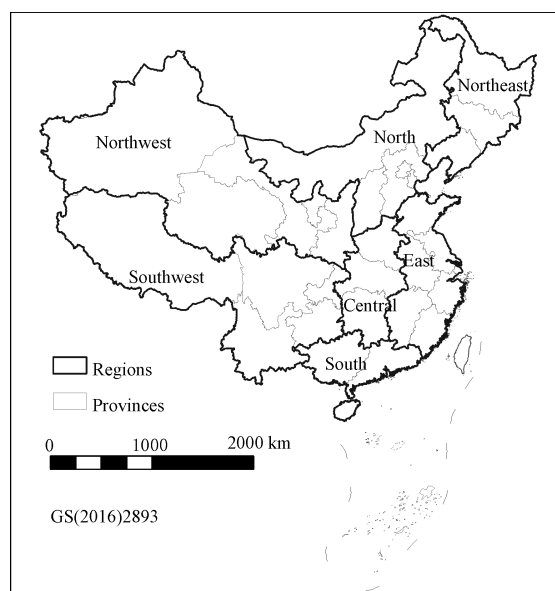 Northeast
Northwest
North
Southwest
East
Central
South
Regions
Provinces
0 1000 2000 km
GS(2016)2893